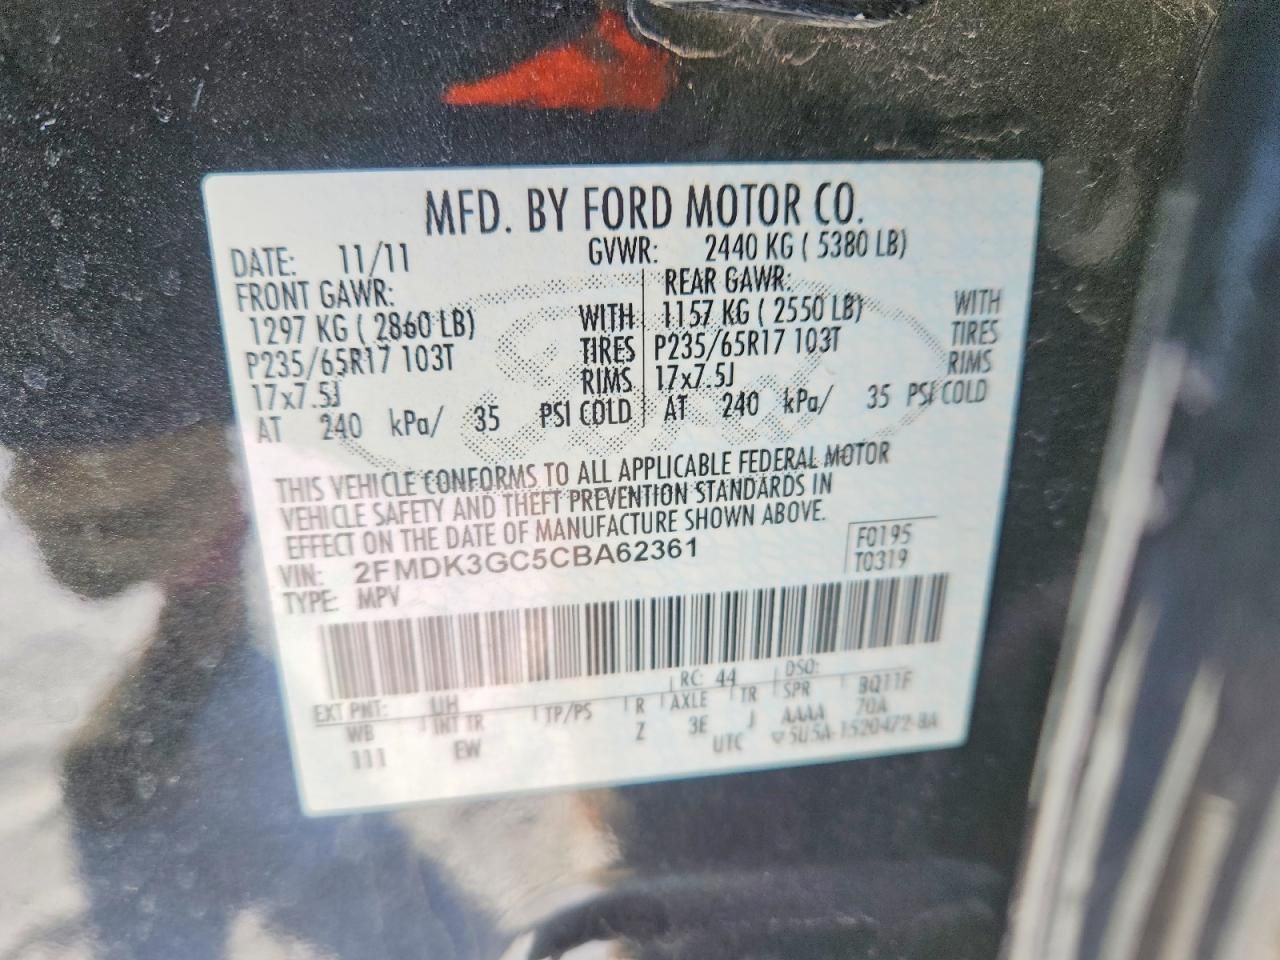 MFD. BY FORD MOTOR CO.
DATE: 11/11 GVWR: 2440 KG ( 5380 LB)
FRONT GAWR: REAR GAWR:
1297 KG ( 2860 LB) WITH 1157 KG ( 2550 LB) WITH
P235/65R17 103T TIRES P235/65R17 103T TIRES
17x7.5J RIMS 17x7.5J RIMS
AT 240 kPa/ 35 PSI COLD AT 240 kPa/ 35 PSI COLD
THIS VEHICLE CONFORMS TO ALL APPLICABLE FEDERAL MOTOR
VEHICLE SAFETY AND THEFT PREVENTION STANDARDS IN
EFFECT ON THE DATE OF MANUFACTURE SHOWN ABOVE.
VIN: 2FMDK3GC5CBA62361 F0195
TYPE: MPV T0319
EXT PNT: UH RC: 44 DSO:
WB INT TR TP/PS R AXLE TR SPR BQ11F
111 EW Z 3E J AAAA 70A
UTC ▽5U5A-1520472-BA